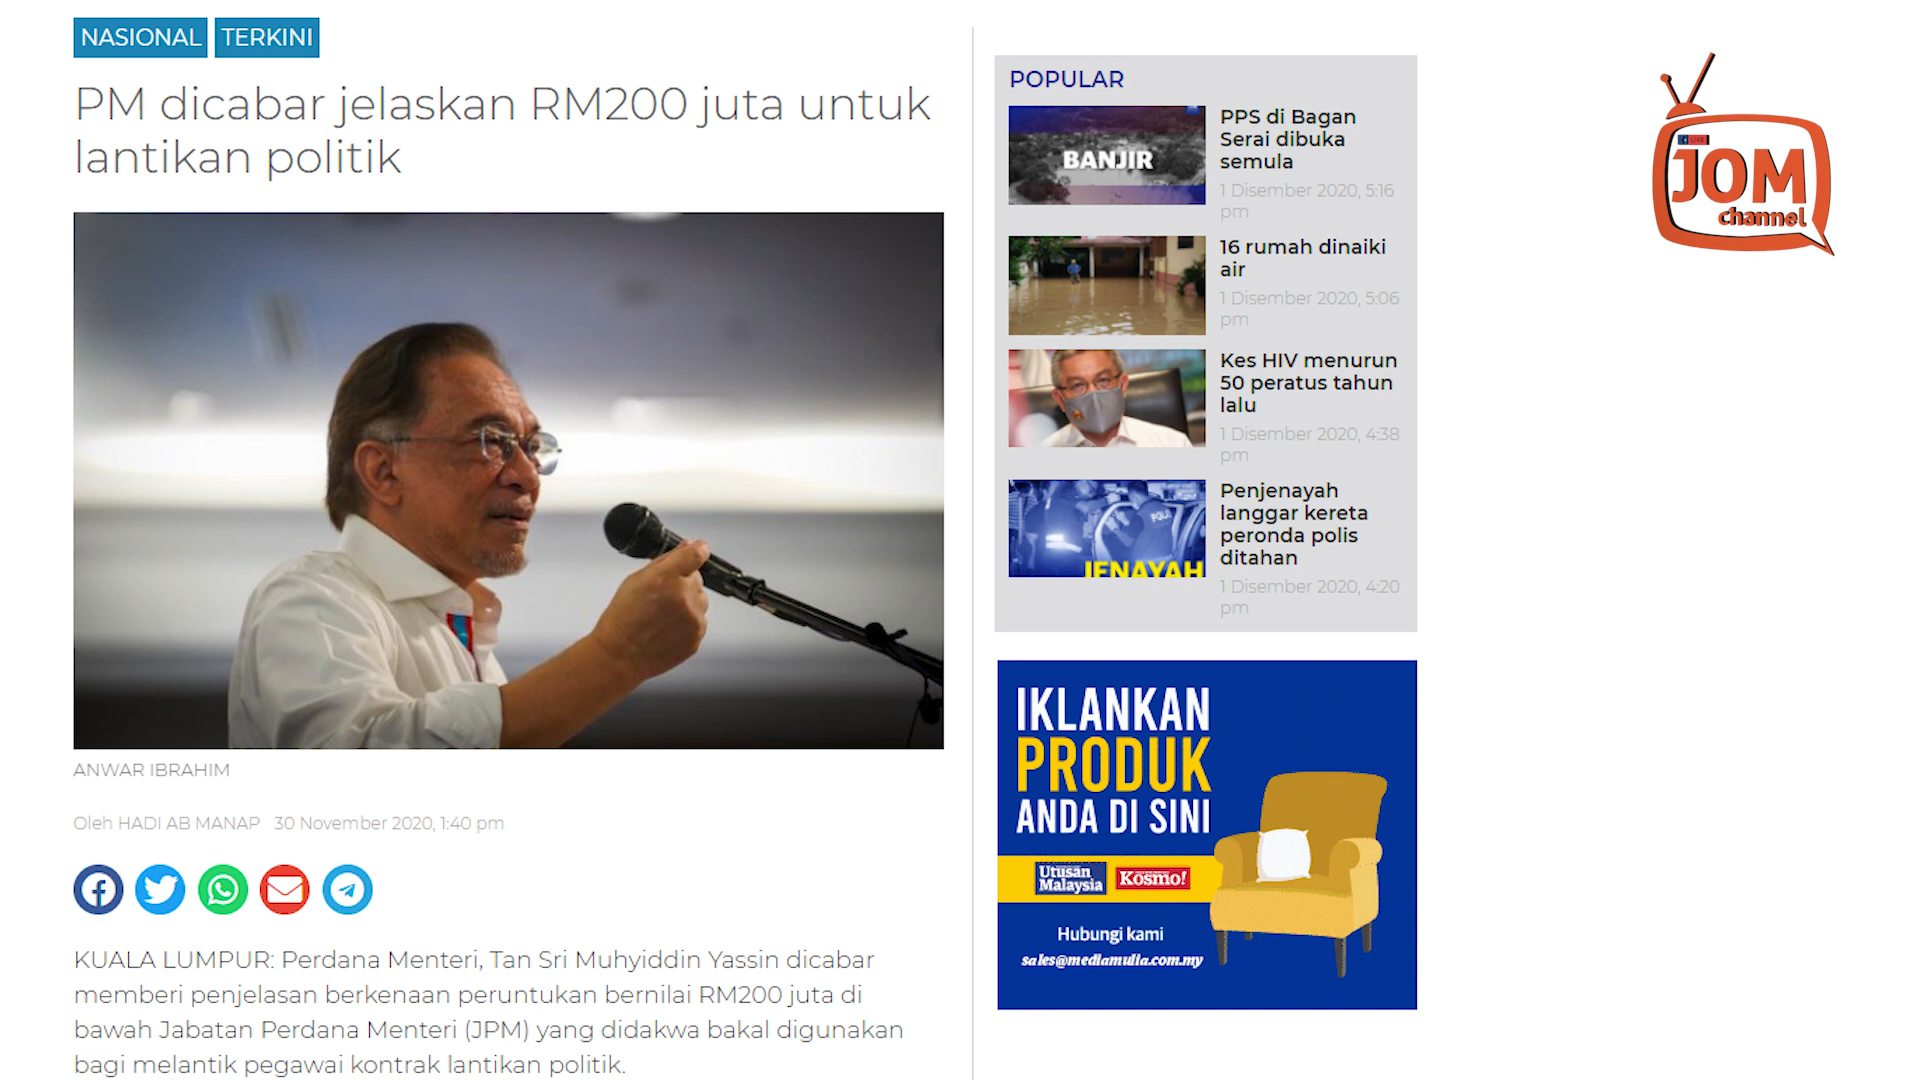 NASIONAL TERKINI
PM dicabar jelaskan RM200 juta untuk
lantikan politik
ANWAR IBRAHIM
Oleh HADI AB MANAP 30 November 2020, 1:40 pm
KUALA LUMPUR: Perdana Menteri, Tan Sri Muhyiddin Yassin dicabar
memberi penjelasan berkenaan peruntukan bernilai RM200 juta di
bawah Jabatan Perdana Menteri (JPM) yang didakwa bakal digunakan
bagi melantik pegawai kontrak lantikan politik.
POPULAR
BANJIR
PPS di Bagan
Serai dibuka
semula
1 Disember 2020, 5:16
pm
16 rumah dinaiki
air
1 Disember 2020, 5:06
pm
Kes HIV menurun
50 peratus tahun
lalu
1 Disember 2020, 4:38
pm
POLIS
JENAYAH
Penjenayah
langgar kereta
peronda polis
ditahan
1 Disember 2020, 4:20
pm
IKLANKAN
PRODUK
ANDA DI SINI
Utusan
Malaysia
Kosmo!
Hubungi kami
sales@mediamulia.com.my
LIVE
JOM
channel